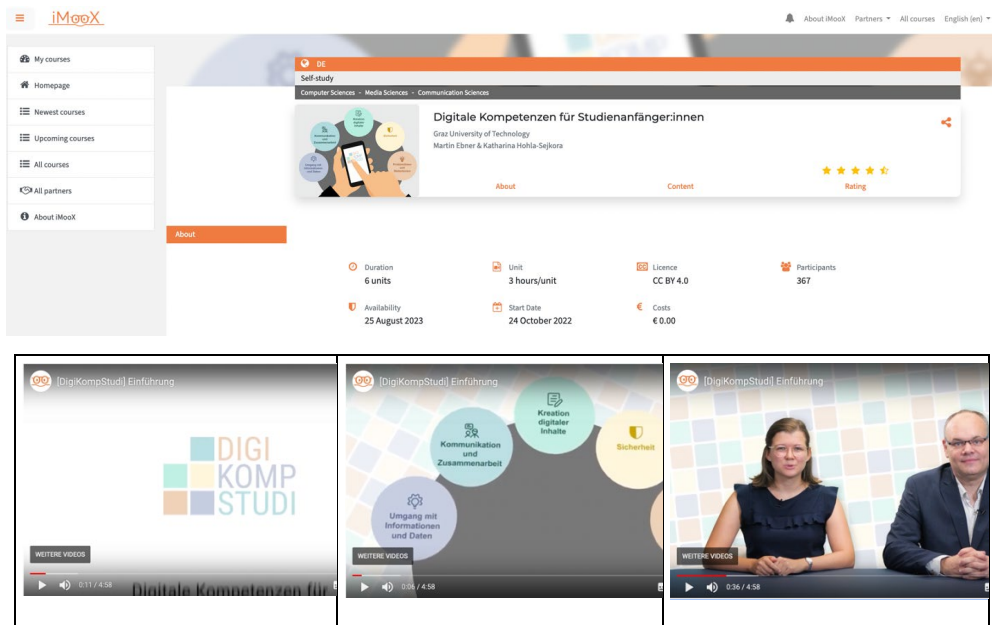 iMooX
About iMooX Partners All courses English (en)
My courses
Homepage
Newest courses
Upcoming courses
All courses
All partners
About iMooX
DE
Self-study
Computer Sciences - Media Sciences - Communication Sciences
Digitale Kompetenzen für Studienanfänger:innen
Graz University of Technology
Martin Ebner & Katharina Hohla-Sejkora
About Content Rating
About
Duration
6 units
Unit
3 hours/unit
Licence
CC BY 4.0
Participants
367
Availability
25 August 2023
Start Date
24 October 2022
Costs
€ 0.00
[DigiKompStudi] Einführung
DIGI
KOMP
STUDI
WEITERE VIDEOS
0:11 / 4:58
Digitale Kompetenzen für
[DigiKompStudi] Einführung
Kreation
digitaler
Inhalte
Kommunikation
und
Zusammenarbeit
Sicherheit
Umgang mit
Informationen
und Daten
WEITERE VIDEOS
0:06 / 4:58
[DigiKompStudi] Einführung
WEITERE VIDEOS
0:36 / 4:58